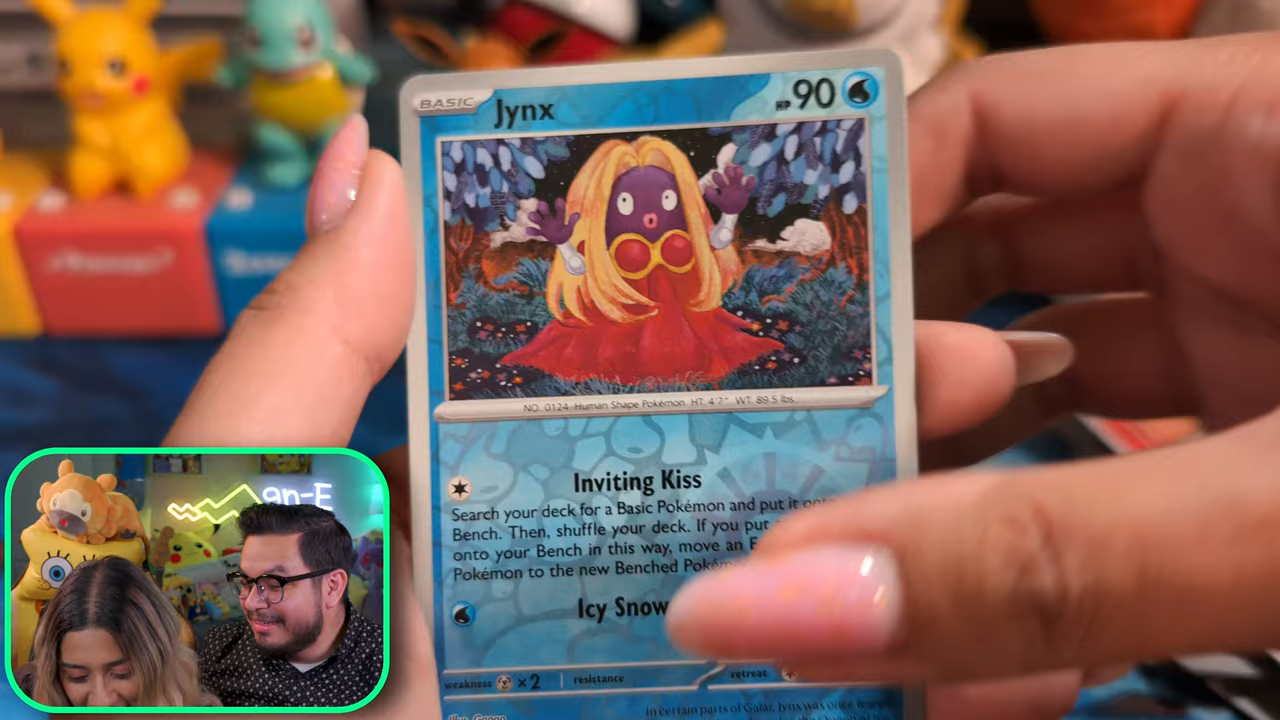 BASIC
Jynx
HP 90
NO. 0124 Human Shape Pokémon HT: 4'7" WT: 89.5 lbs.
Inviting Kiss
Search your deck for a Basic Pokémon and put it
Bench. Then, shuffle your deck. If you put
onto your Bench in this way, move an
Pokémon to the new Benched
Icy Snow
weakness ×2 resistance retreat
In certain parts of Galar, Jynx was once
an-E